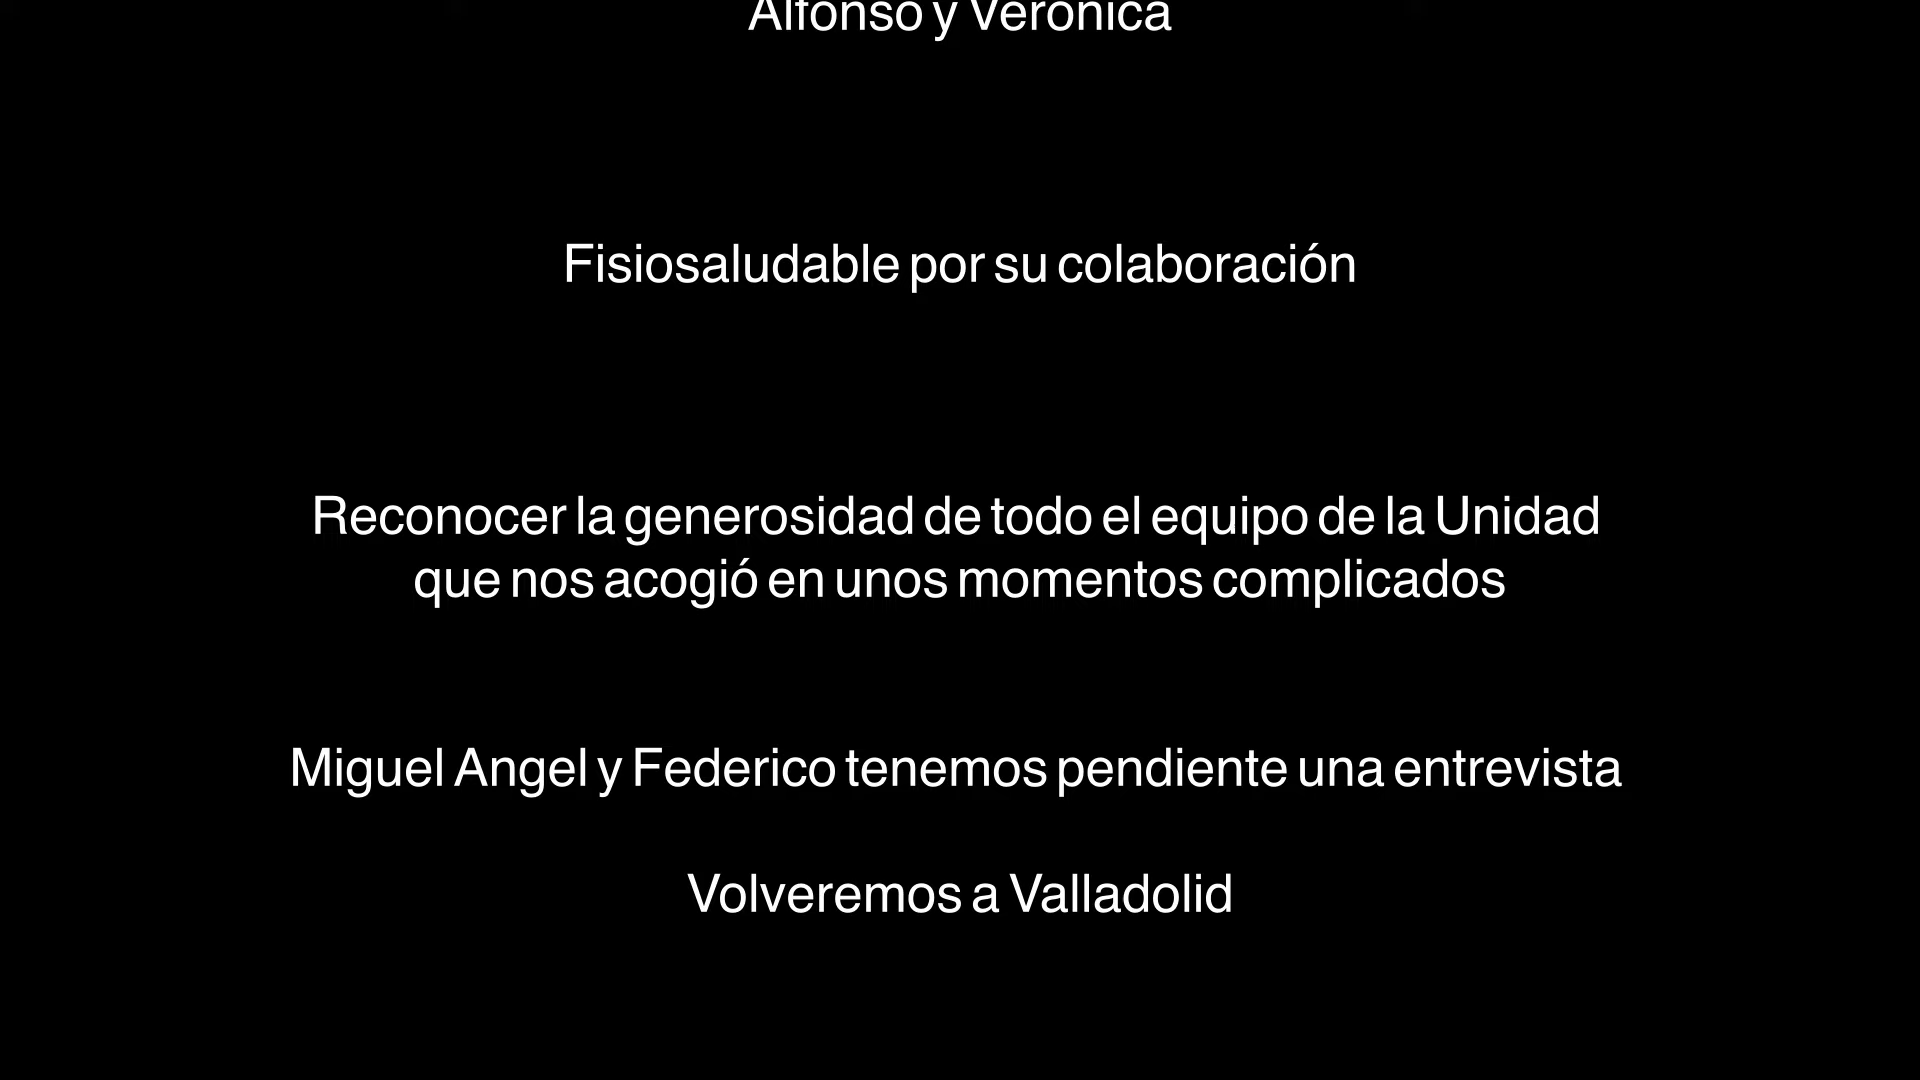 Alfonso y Verónica
Fisiosaludable por su colaboración
Reconocer la generosidad de todo el equipo de la Unidad
que nos acogió en unos momentos complicados
Miguel Angel y Federico tenemos pendiente una entrevista
Volveremos a Valladolid